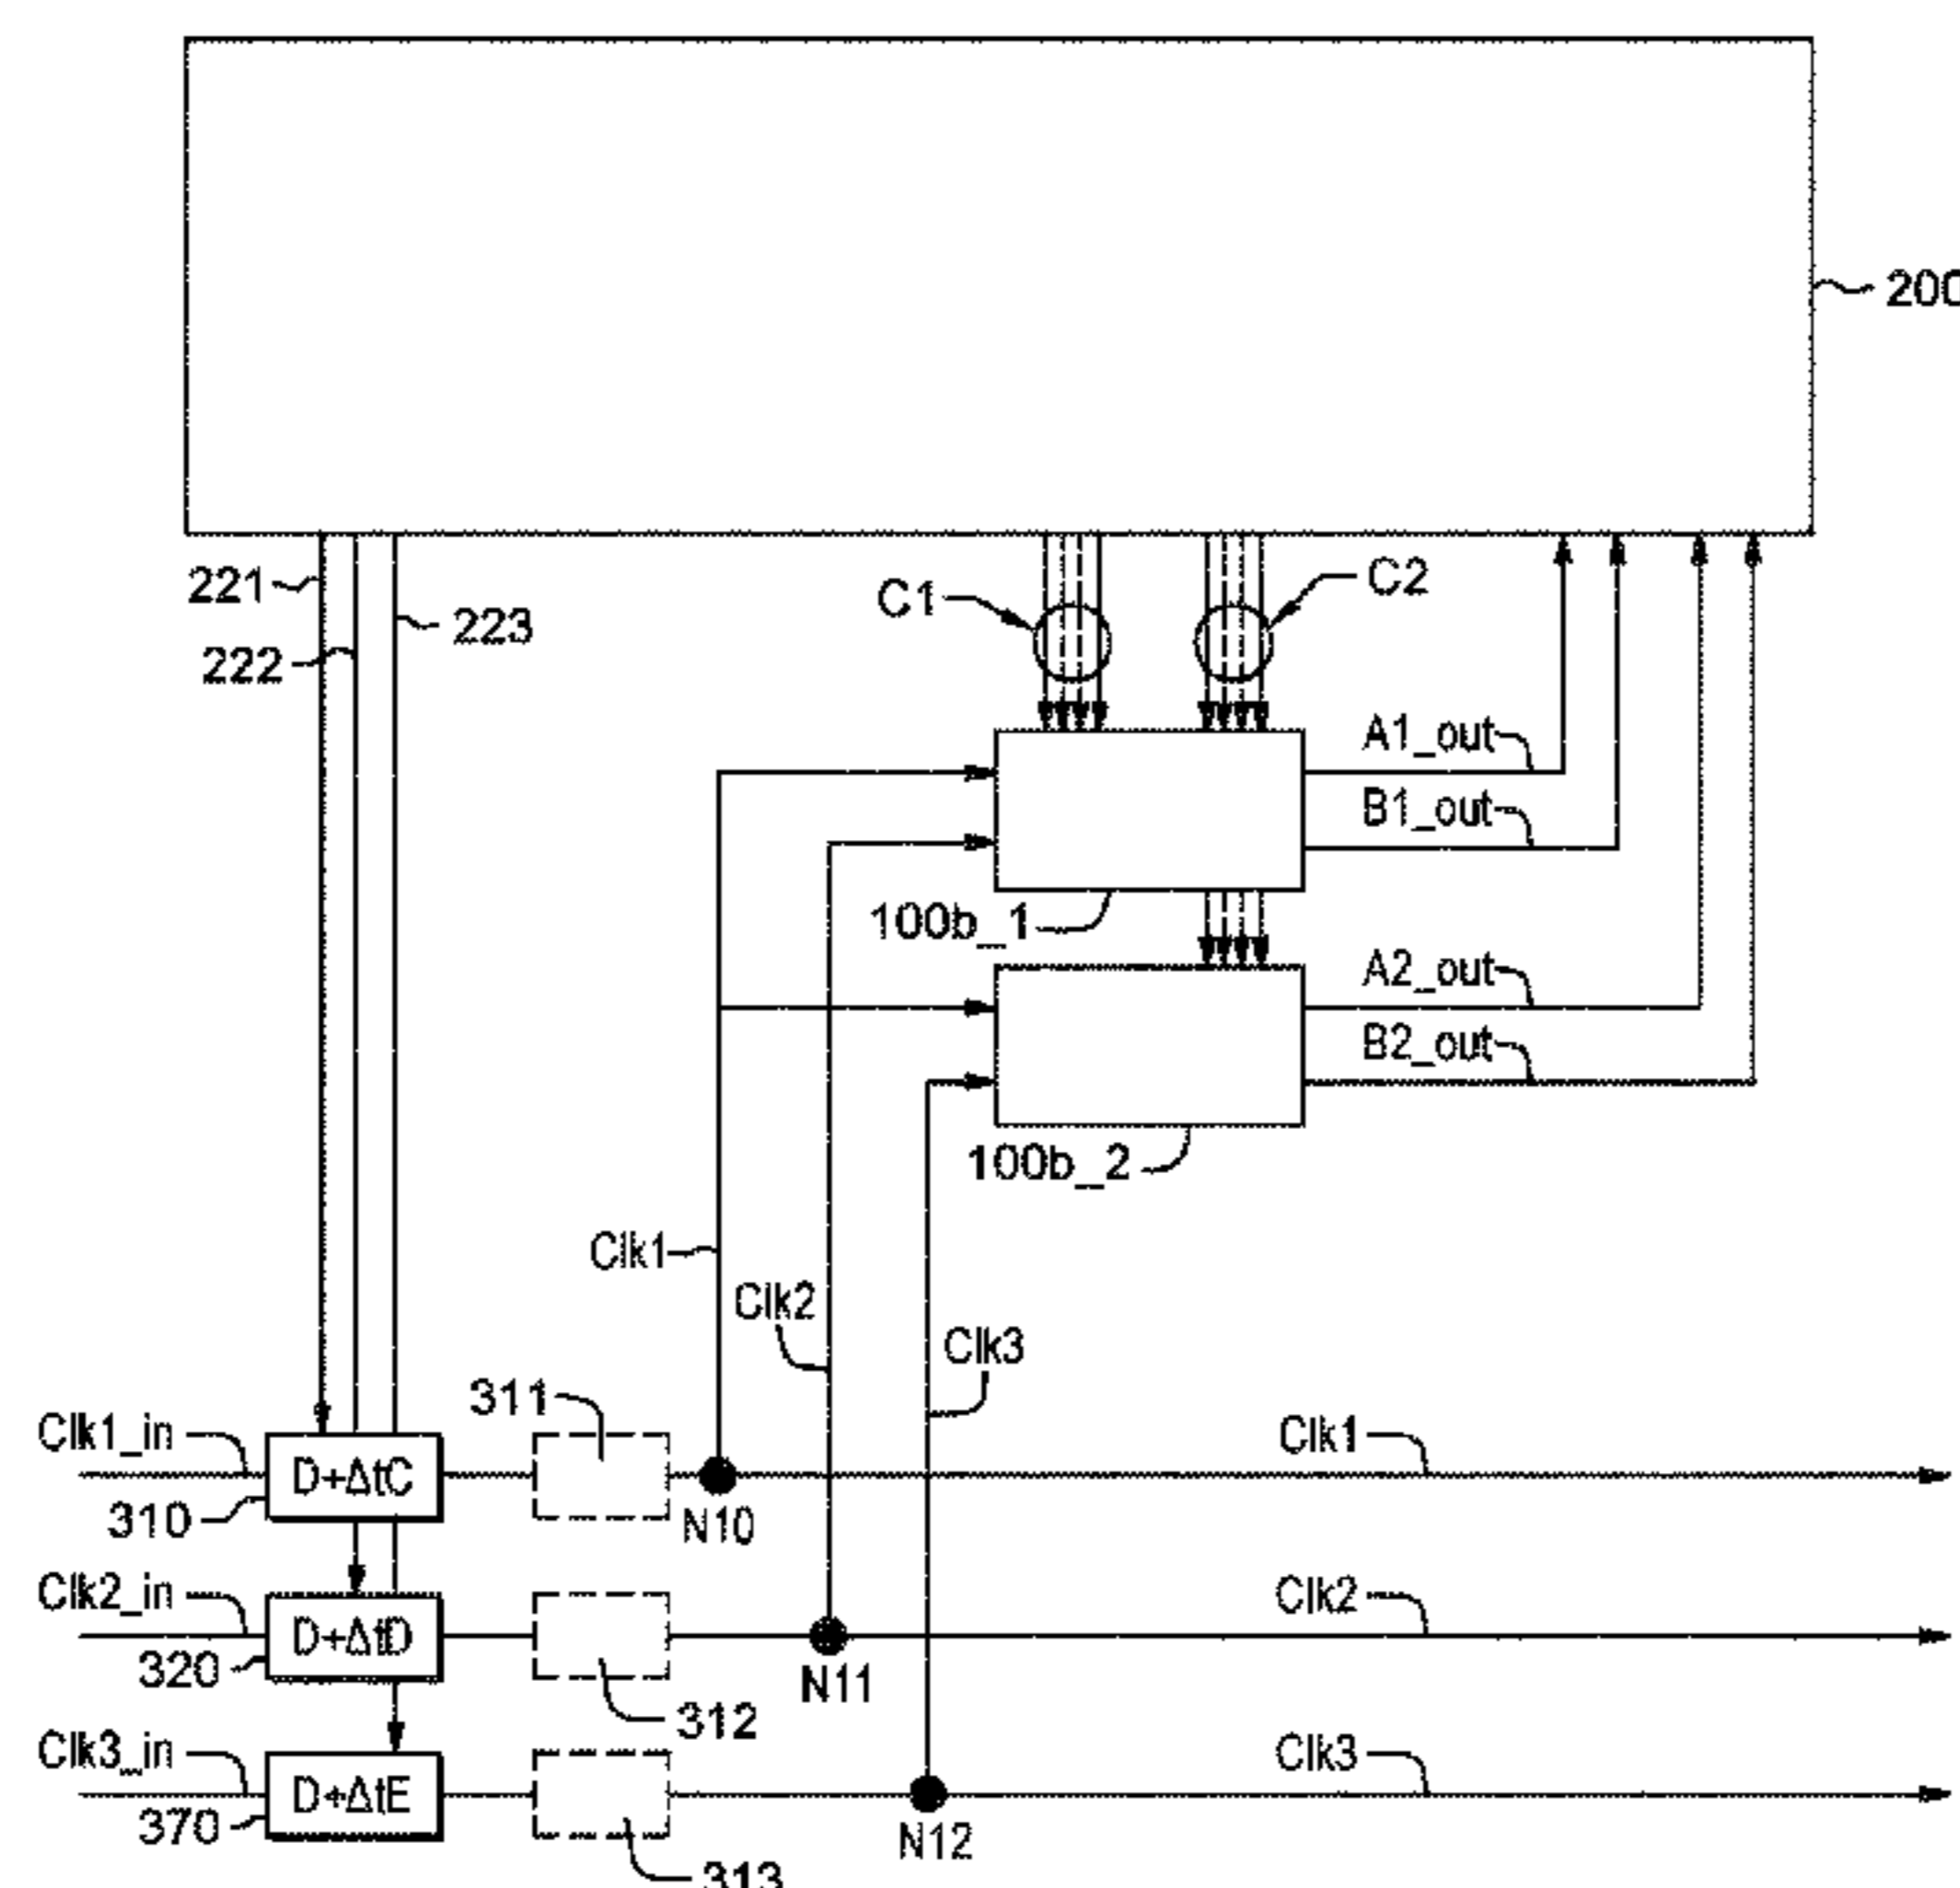 200
221
222
223
C1
C2
A1_out
B1_out
100b_1
A2_out
B2_out
100b_2
Clk1
Clk2
Clk3
311
Clk1_in
D+ΔtC
310
N10
Clk1
Clk2_in
D+ΔtD
320
312
N11
Clk2
Clk3_in
D+ΔtE
370
313
N12
Clk3